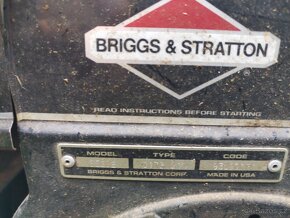 BRIGGS & STRATTON
READ INSTRUCTIONS BEFORE STARTING
MODEL TYPE CODE
BRIGGS & STRATTON CORP. MADE IN USA